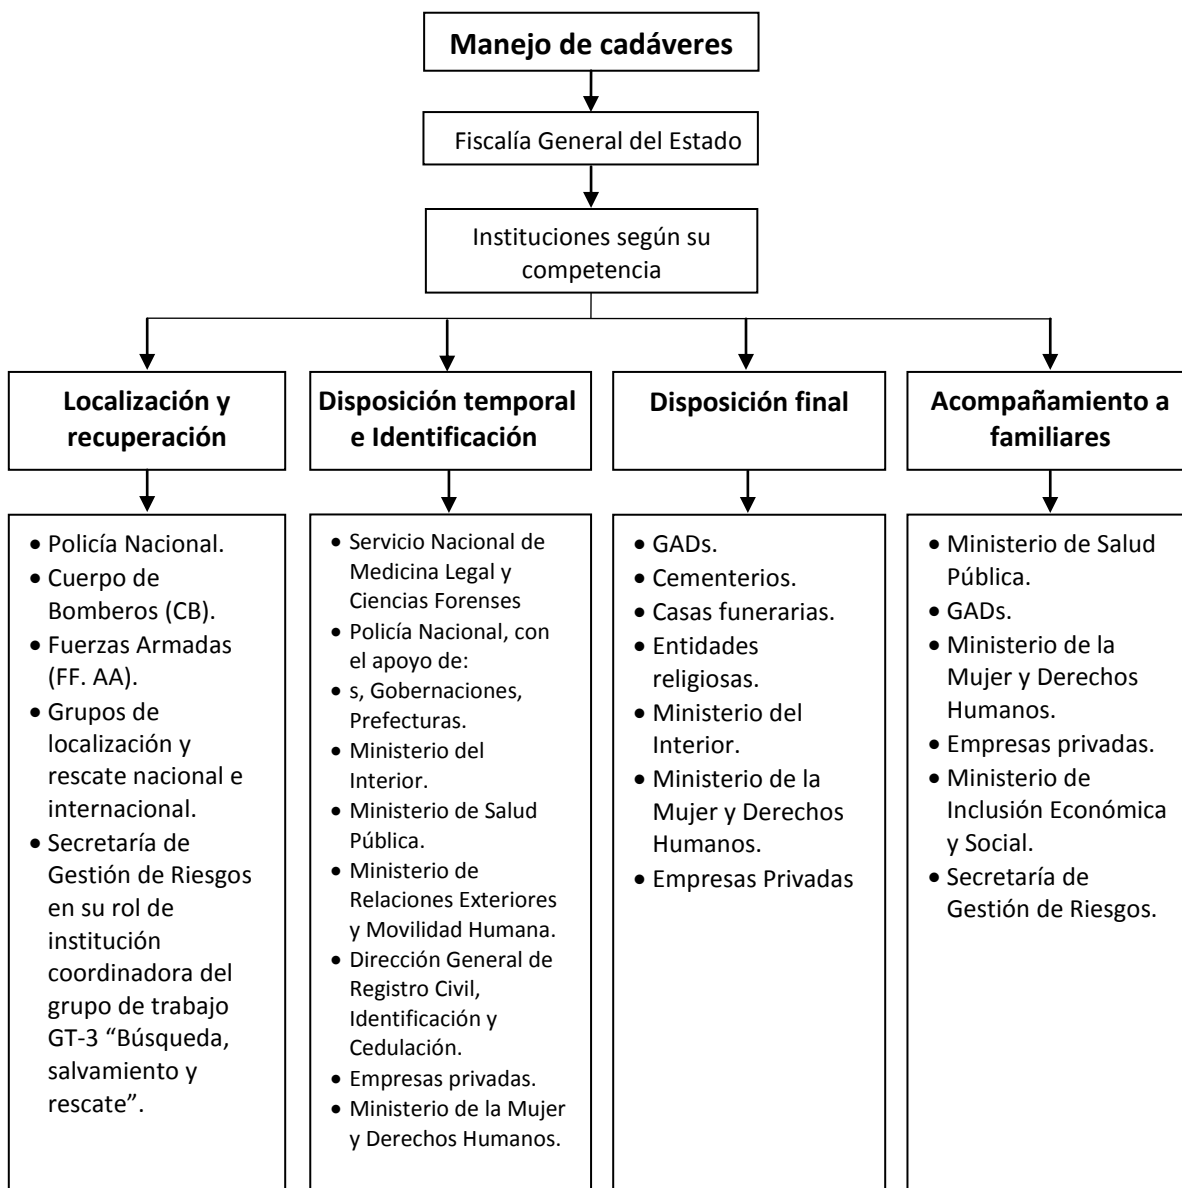 Manejo de cadáveres
Fiscalía General del Estado
Instituciones según su
competencia
Localización y
recuperación
Disposición temporal
e Identificación
Disposición final
Acompañamiento a
familiares
• Policía Nacional.
• Cuerpo de
Bomberos (CB).
• Fuerzas Armadas
(FF. AA).
• Grupos de
localización y
rescate nacional e
internacional.
• Secretaría de
Gestión de Riesgos
en su rol de
institución
coordinadora del
grupo de trabajo
GT-3 “Búsqueda,
salvamiento y
rescate”.
• Servicio Nacional de
Medicina Legal y
Ciencias Forenses
• Policía Nacional, con
el apoyo de:
• s, Gobernaciones,
Prefecturas.
• Ministerio del
Interior.
• Ministerio de Salud
Pública.
• Ministerio de
Relaciones Exteriores
y Movilidad Humana.
• Dirección General de
Registro Civil,
Identificación y
Cedulación.
• Empresas privadas.
• Ministerio de la Mujer
y Derechos Humanos.
• GADs.
• Cementerios.
• Casas funerarias.
• Entidades
religiosas.
• Ministerio del
Interior.
• Ministerio de la
Mujer y Derechos
Humanos.
• Empresas Privadas
• Ministerio de Salud
Pública.
• GADs.
• Ministerio de la
Mujer y Derechos
Humanos.
• Empresas privadas.
• Ministerio de
Inclusión Económica
y Social.
• Secretaría de
Gestión de Riesgos.